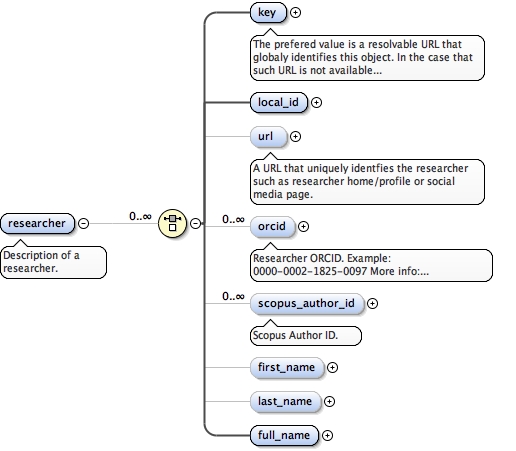 key
The prefered value is a resolvable URL that
globaly identifies this object. In the case that
such URL is not available...
local_id
url
A URL that uniquely identfies the researcher
such as researcher home/profile or social
media page.
researcher
0..∞
Description of a
researcher.
0..∞
orcid
Researcher ORCID. Example:
0000-0002-1825-0097 More info:...
0..∞
scopus_author_id
Scopus Author ID.
first_name
last_name
full_name